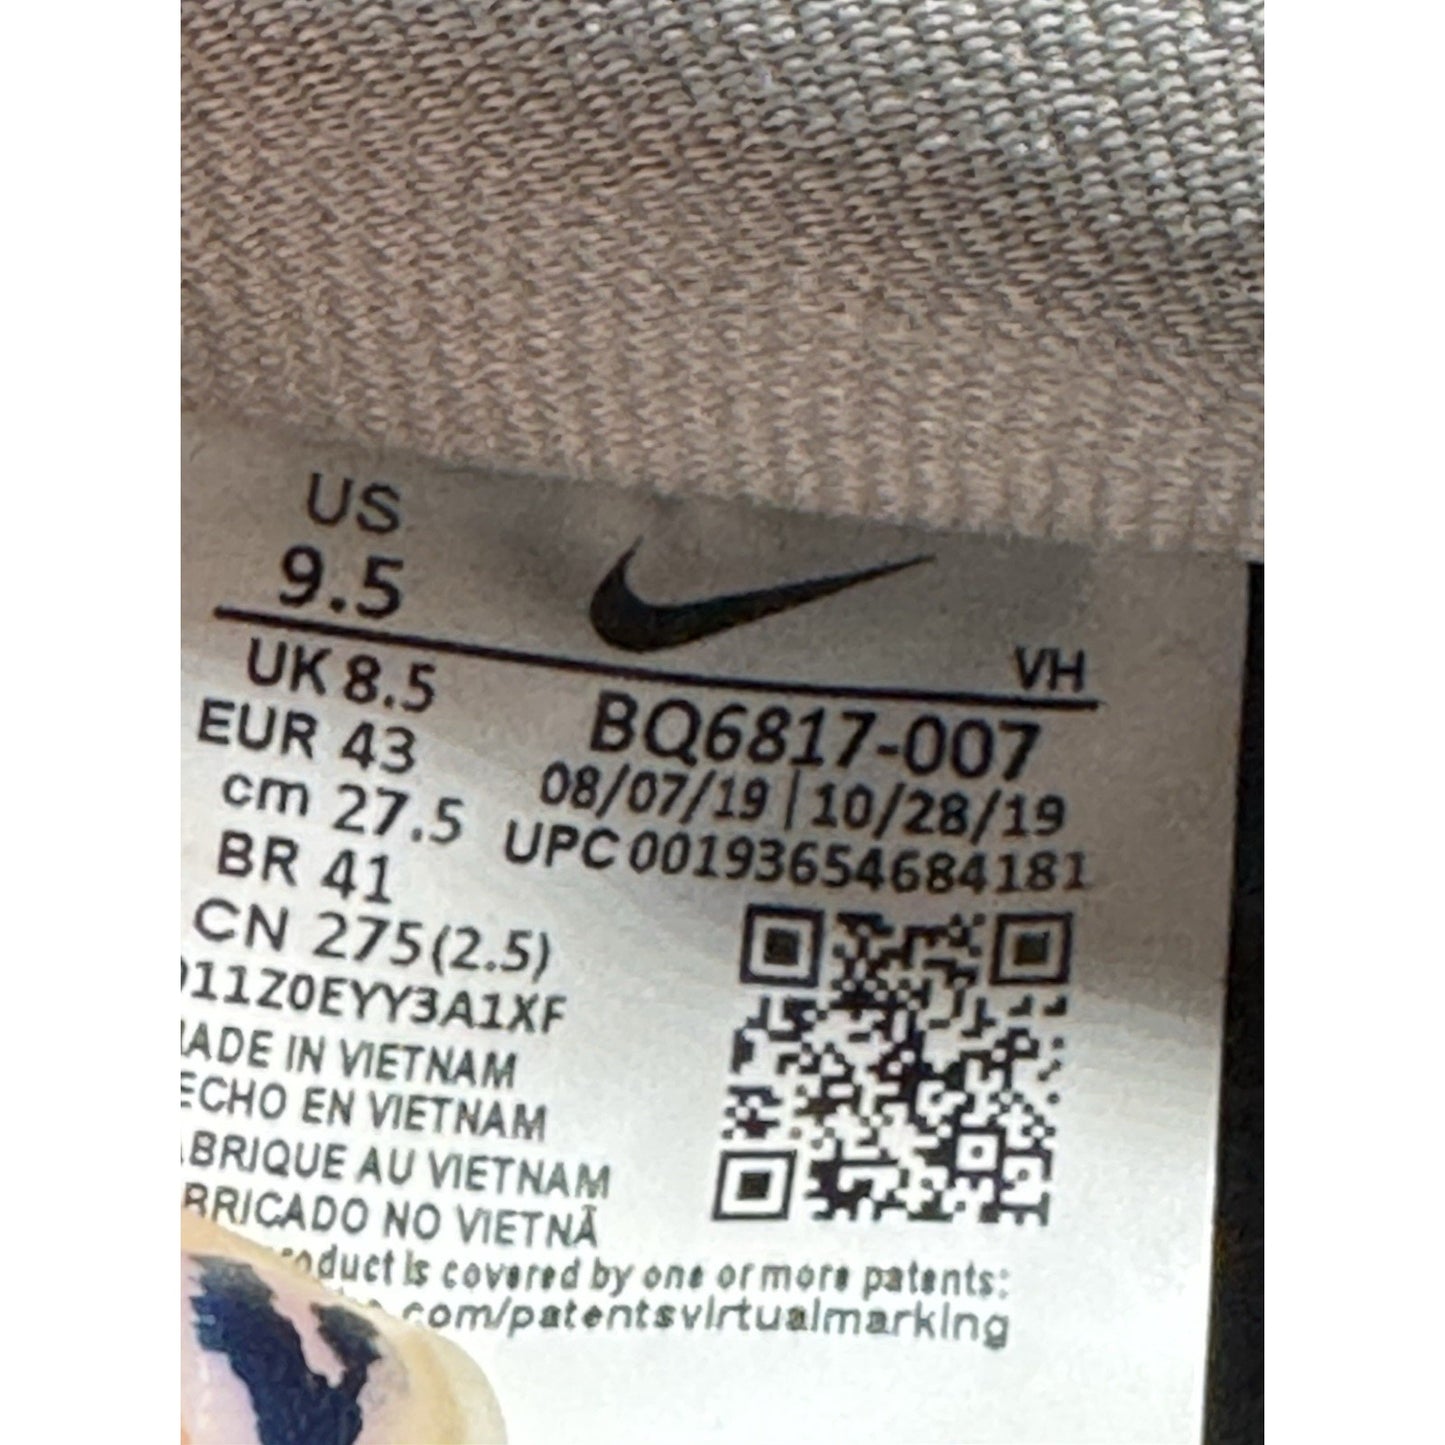 US
9.5
VH
UK 8.5
BQ6817-007
EUR 43
08/07/19 | 10/28/19
cm 27.5
UPC 00193654684181
BR 41
CN 275(2.5)
11Z0EYY3A1XF
ADE IN VIETNAM
ECHO EN VIETNAM
ABRIQUE AU VIETNAM
BRICADO NO VIETNÃ
oduct is covered by one or more patents:
.com/patentsvirtualmarking